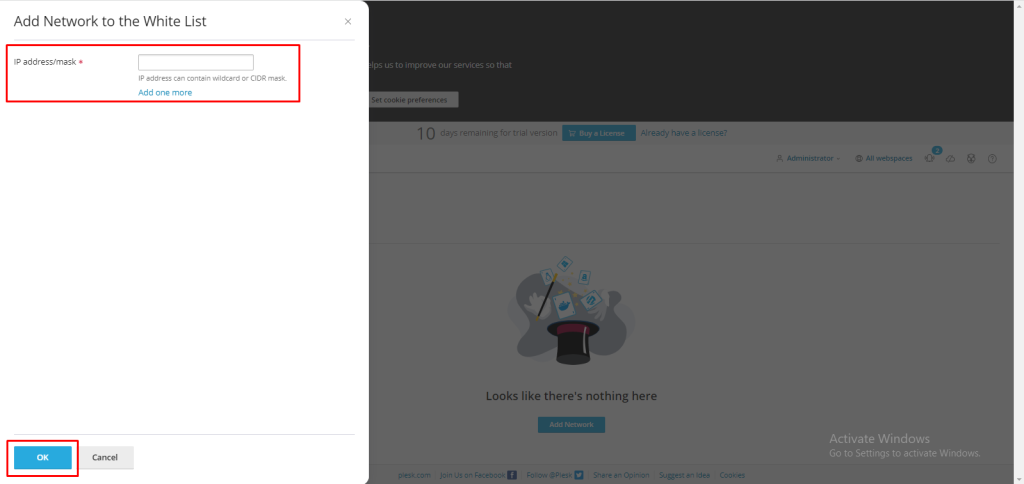 Add Network to the White List
×
IP address/mask *
IP address can contain wildcard or CIDR mask.
Add one more
OK
Cancel
elps us to improve our services so that
Set cookie preferences
10 days remaining for trial version Buy a License Already have a license?
Administrator All webspaces 2
Looks like there's nothing here
Add Network
Activate Windows
Go to Settings to activate Windows.
plesk.com Join Us on Facebook Follow @Plesk Share an Opinion Suggest an Idea Cookies